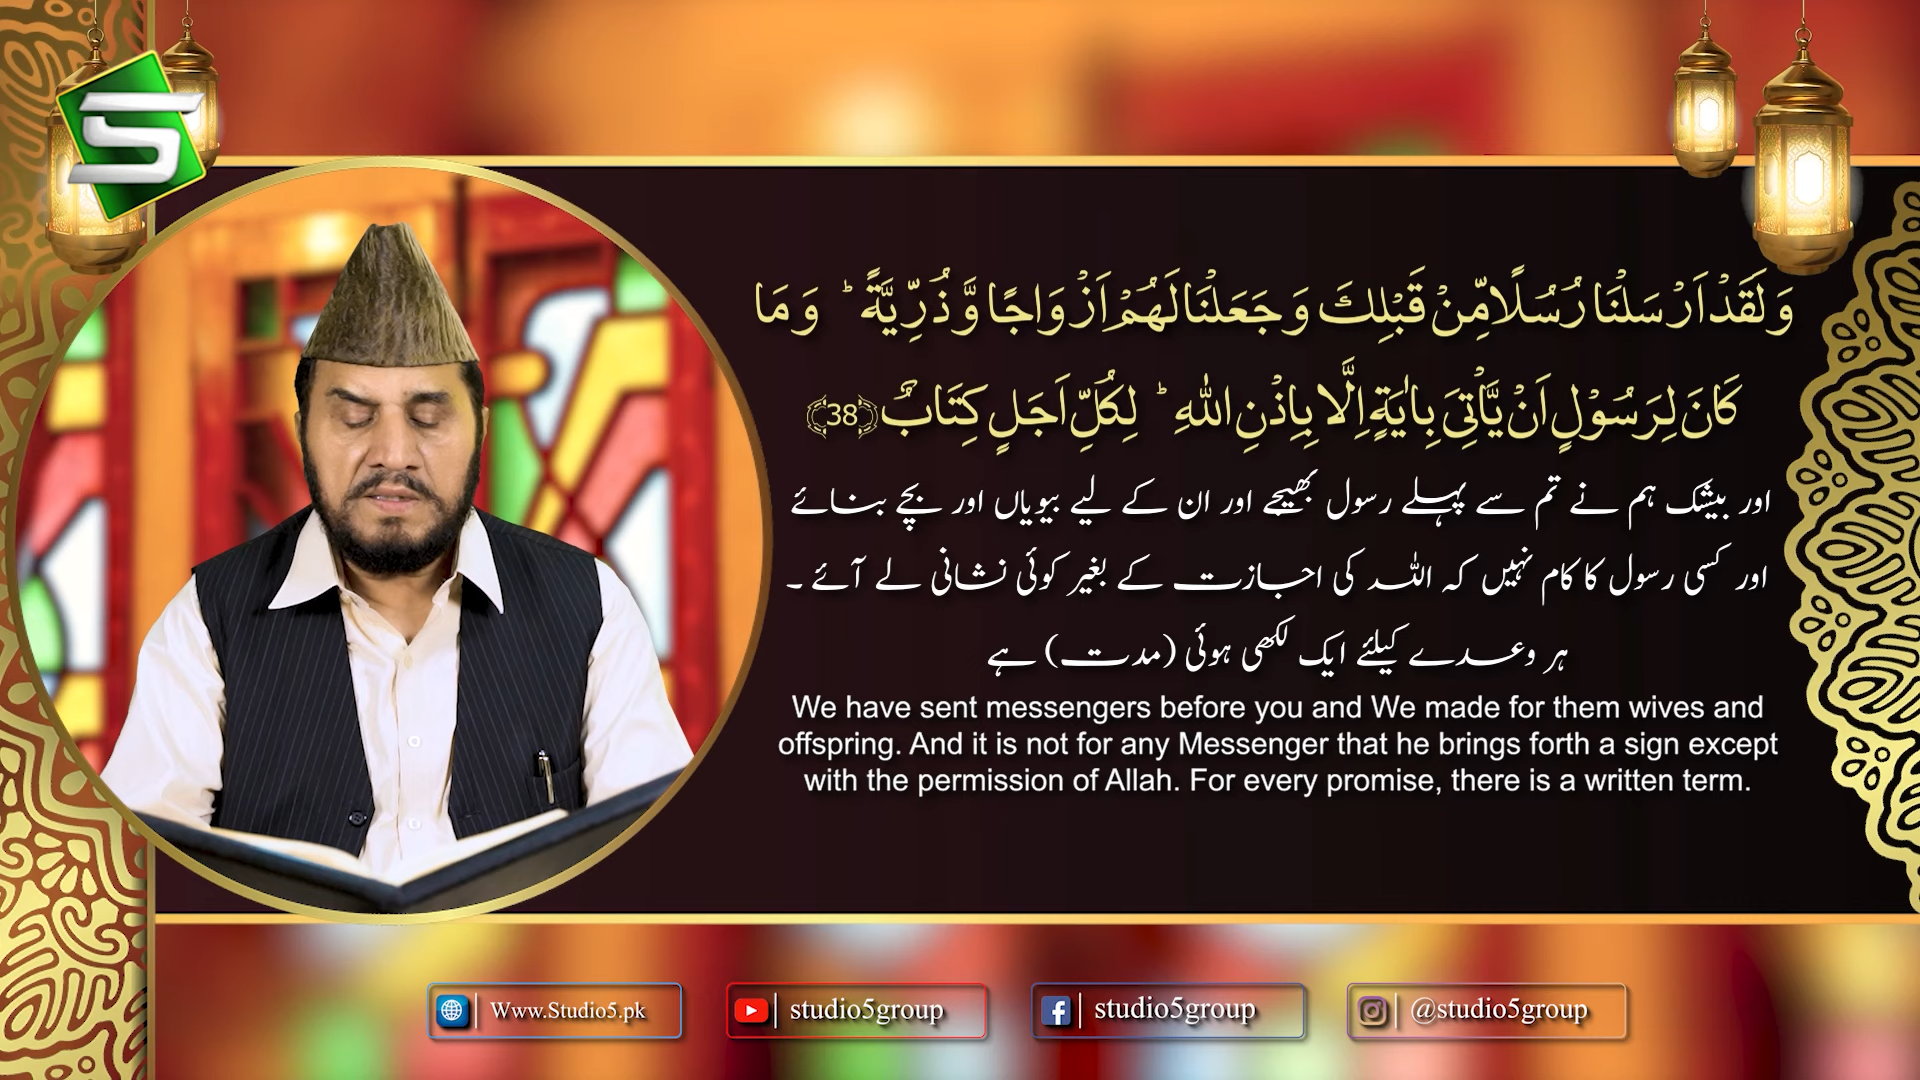 وَ لَقَدْ اَرْسَلْنَا رُسُلًا مِّنْ قَبْلِكَ وَ جَعَلْنَا لَهُمْ اَزْوَاجًا وَّ ذُرِّیَّةًؕ وَ مَا
كَانَ لِرَسُوْلٍ اَنْ یَّاْتِیَ بِاٰیَةٍ اِلَّا بِاِذْنِ اللّٰهِؕ لِكُلِّ اَجَلٍ كِتَابٌ ﴿38﴾
اور بیشک ہم نے تم سے پہلے رسول بھیجے اور ان کے لیے بیویاں اور بچے بنائے
اور کسی رسول کا کام نہیں کہ اللہ کی اجازت کے بغیر کوئی نشانی لے آئے ۔
ہر وعدے کیلئے ایک لکھی ہوئی (مدت) ہے
We have sent messengers before you and We made for them wives and
offspring. And it is not for any Messenger that he brings forth a sign except
with the permission of Allah. For every promise, there is a written term.
Www.Studio5.pk
studio5group
studio5group
@studio5group